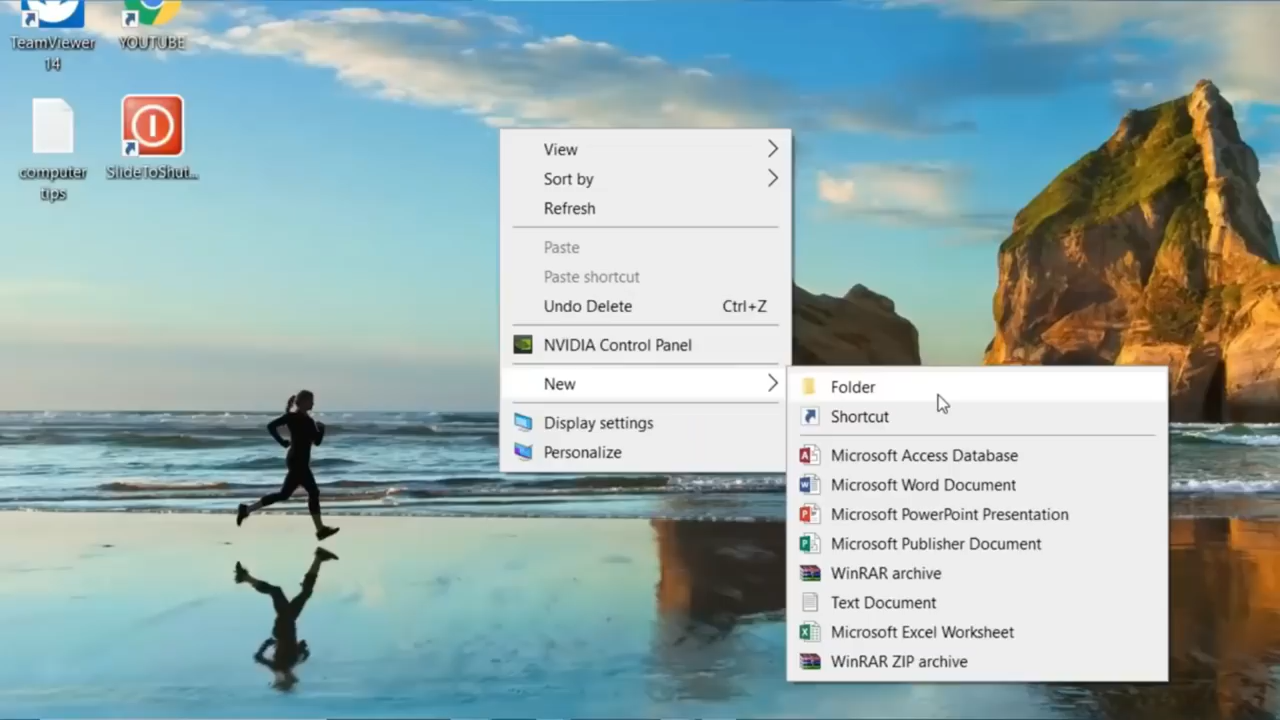 TeamViewer
14
YOUTUBE
computer
tips
SlideToShut...
View
Sort by
Refresh
Paste
Paste shortcut
Undo Delete Ctrl+Z
NVIDIA Control Panel
New
Display settings
Personalize
Folder
Shortcut
Microsoft Access Database
Microsoft Word Document
Microsoft PowerPoint Presentation
Microsoft Publisher Document
WinRAR archive
Text Document
Microsoft Excel Worksheet
WinRAR ZIP archive